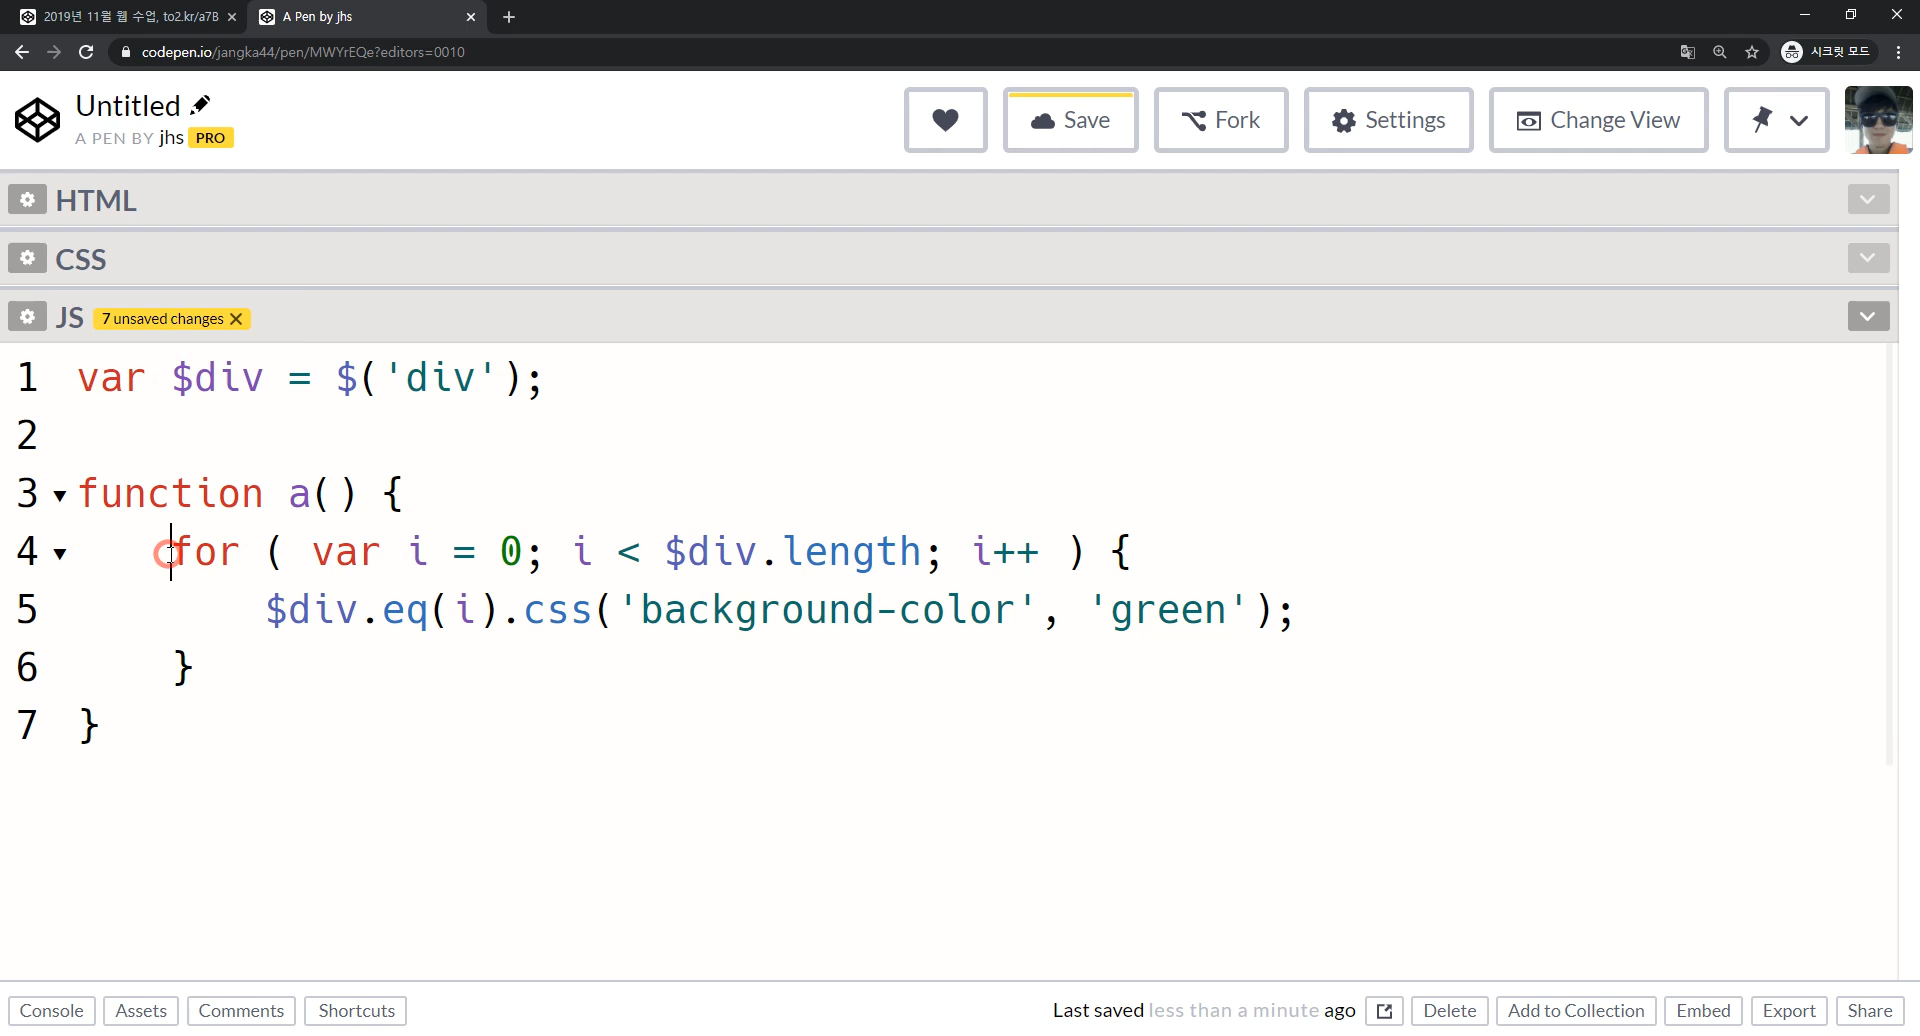 2019년 11월 웹 수업, to2.kr/a7B
A Pen by jhs
codepen.io/jangka44/pen/MWYrEQe?editors=0010
시크릿 모드
Untitled
A PEN BY jhs PRO
Save
Fork
Settings
Change View
HTML
CSS
JS 7 unsaved changes
1 var $div = $('div');
2
3 function a() {
4     for ( var i = 0; i < $div.length; i++ ) {
5         $div.eq(i).css('background-color', 'green');
6     }
7 }
Console Assets Comments Shortcuts Last saved less than a minute ago Delete Add to Collection Embed Export Share